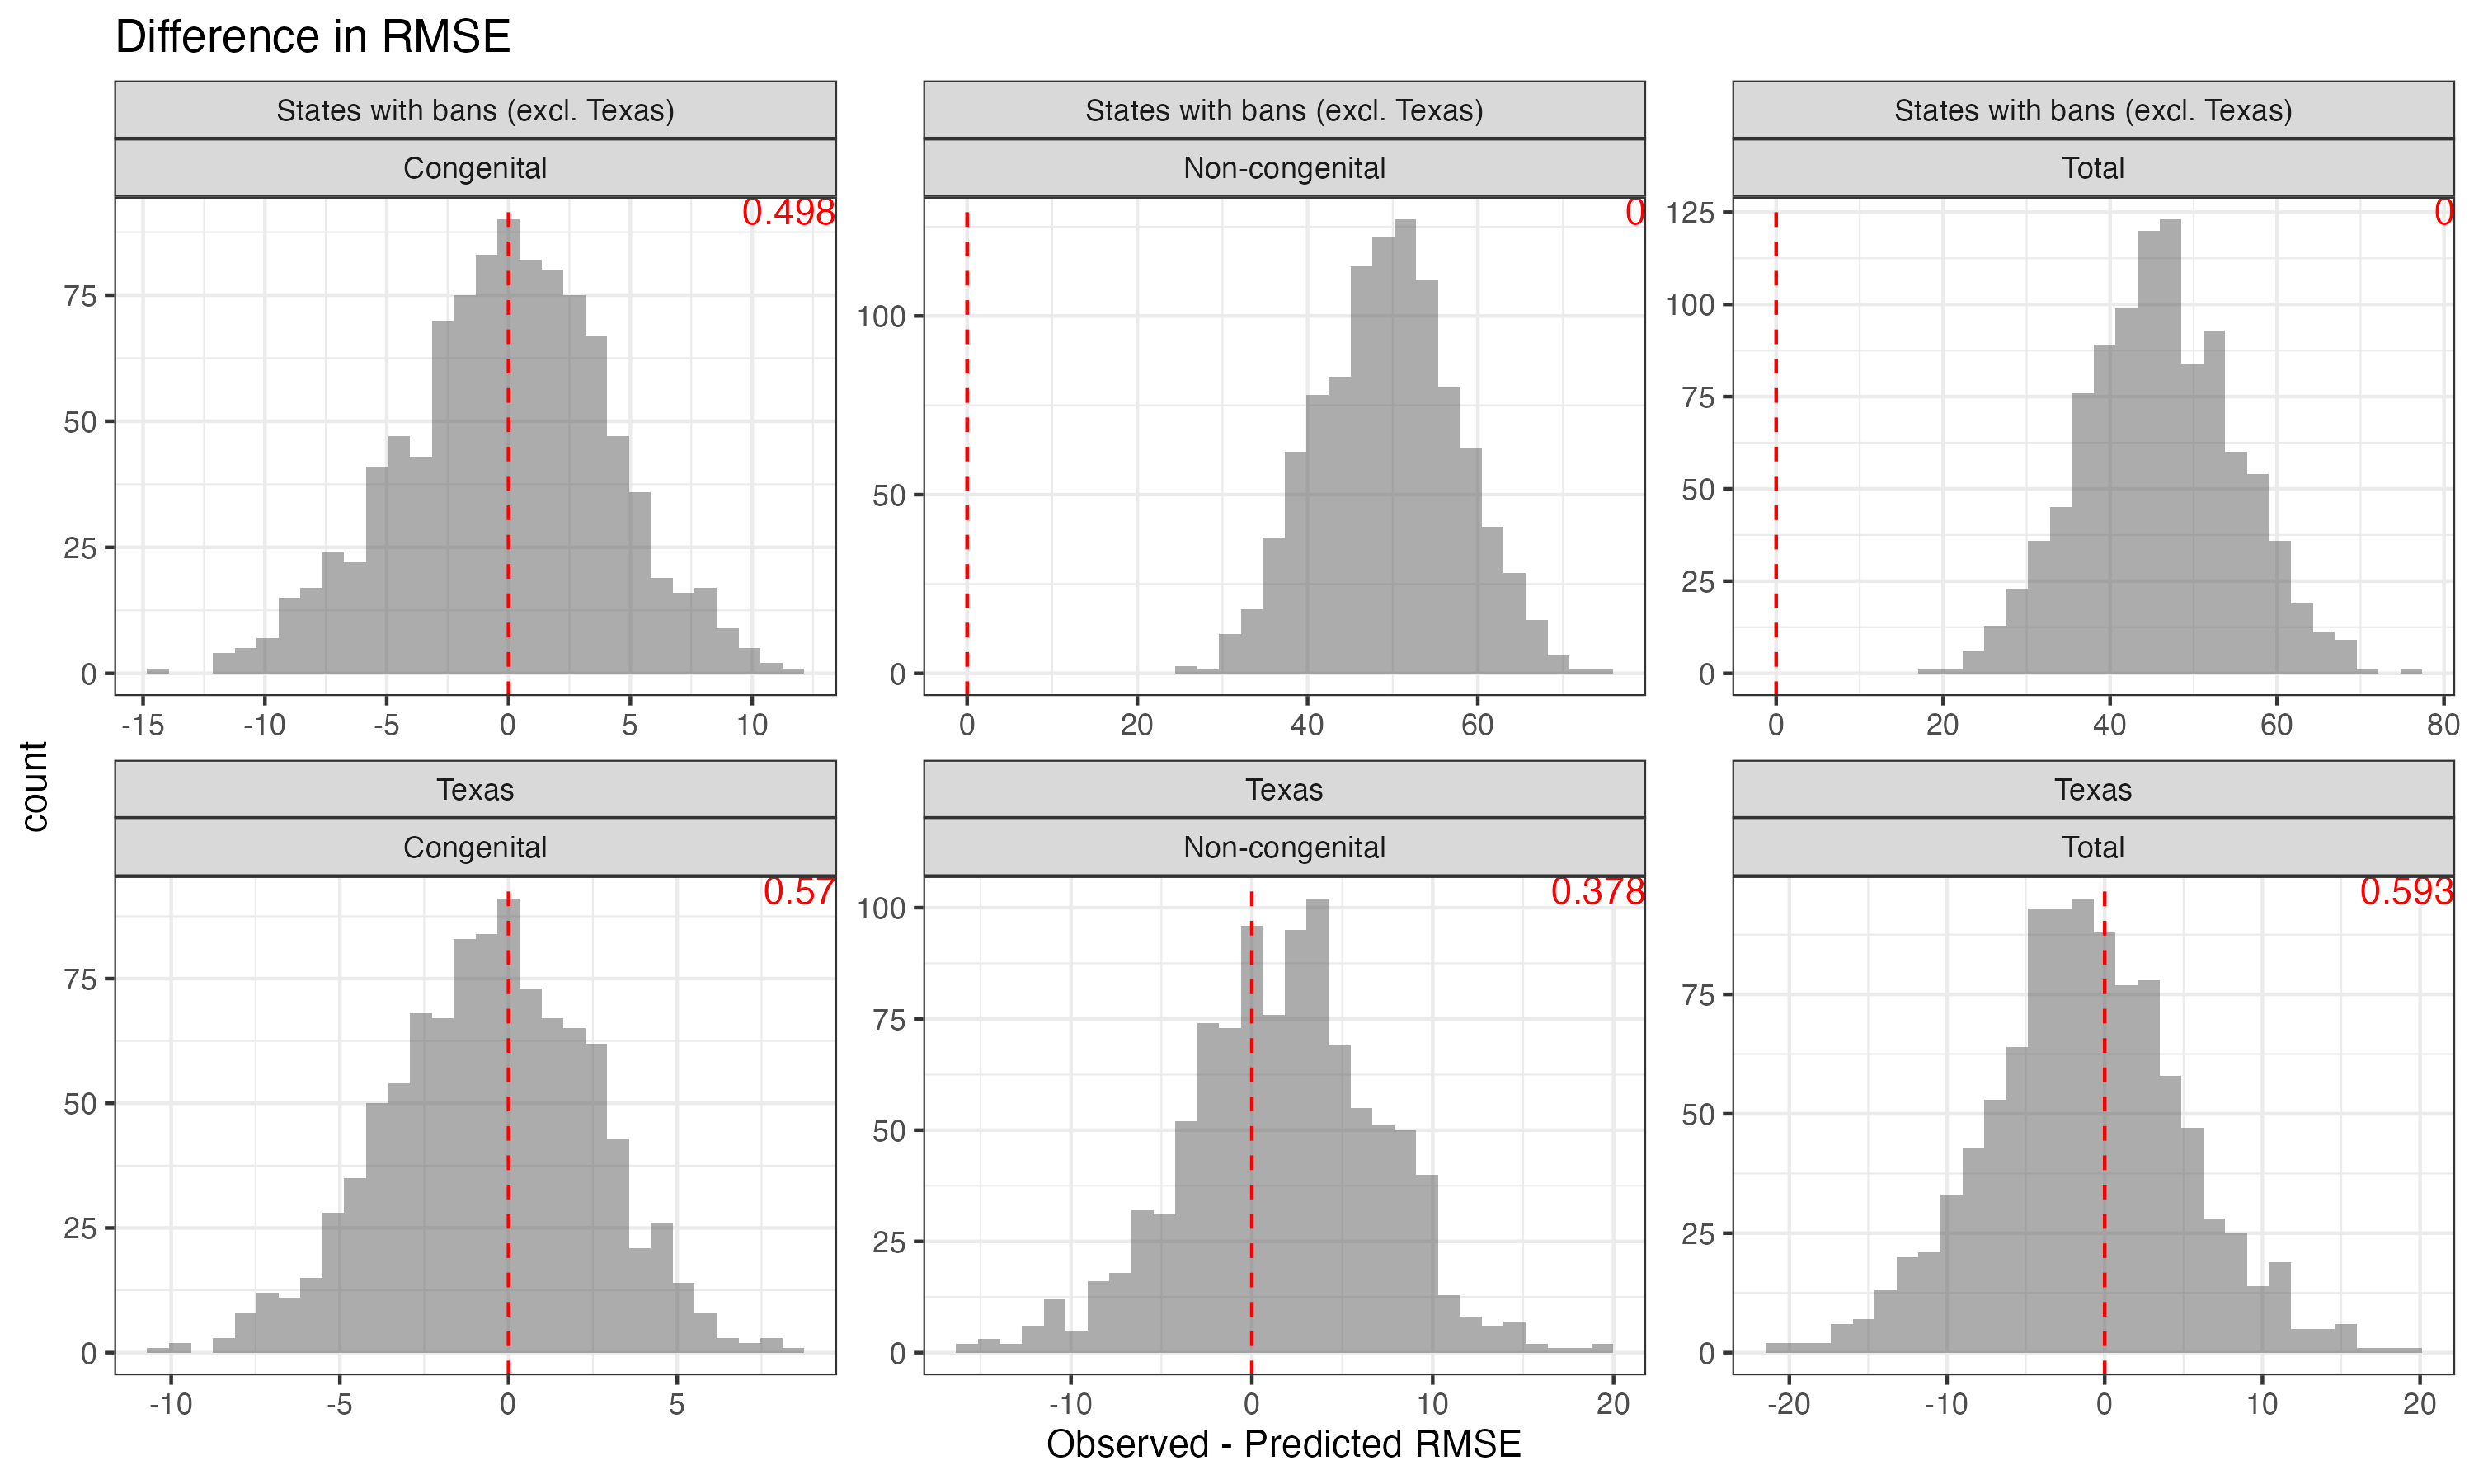 Difference in RMSE
States with bans (excl. Texas)
Congenital
0.498
75
50
25
0
-15 -10 -5 0 5 10
States with bans (excl. Texas)
Non-congenital
0
100
50
0
0 20 40 60
States with bans (excl. Texas)
Total
0
125
100
75
50
25
0
0 20 40 60 80
count
Texas
Congenital
0.57
75
50
25
0
-10 -5 0 5
Texas
Non-congenital
0.378
100
75
50
25
0
-10 0 10 20
Texas
Total
0.593
75
50
25
0
-20 -10 0 10 20
Observed - Predicted RMSE